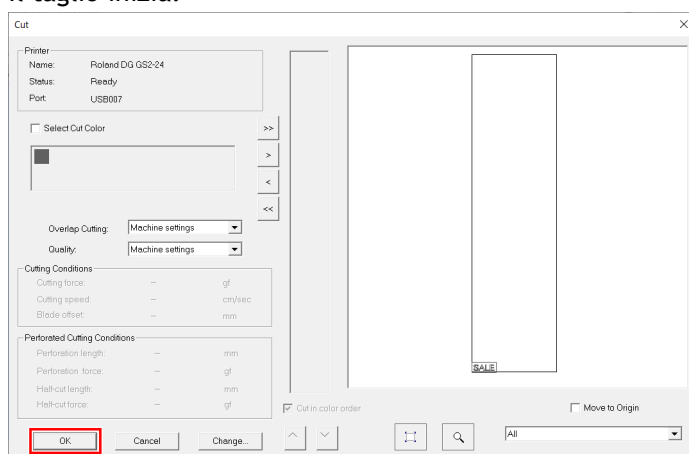 Il taglio inizia.
Cut
Printer
Name: Roland DG GS2-24
Status: Ready
Port: USB007
Select Cut Color
>>
>
<
<<
Overlap Cutting: Machine settings
Quality: Machine settings
Cutting Conditions
Cutting force: -- gf
Cutting speed: -- cm/sec
Blade offset: -- mm
Perforated Cutting Conditions
Perforation length: -- mm
Perforation force: -- gf
Half-cut length: -- mm
Half-cut force: -- gf
SALE
Cut in color order
Move to Origin
OK Cancel Change...
All